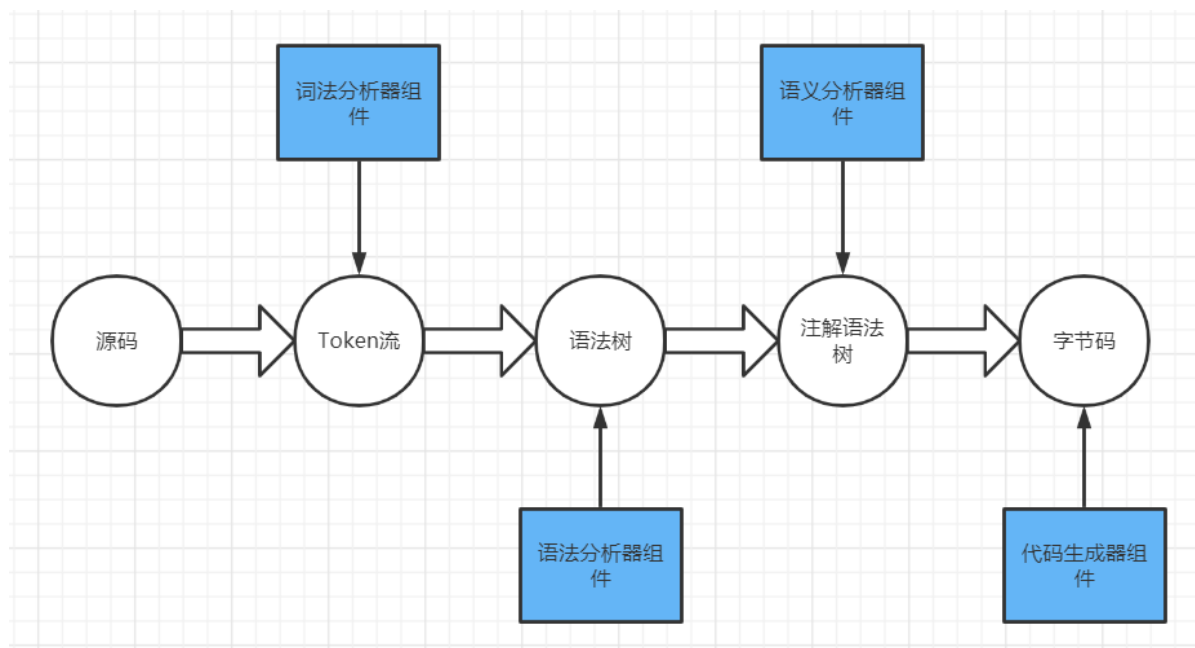 词法分析器组
件
语义分析器组
件
源码
Token流
语法树
注解语法
树
字节码
语法分析器组
件
代码生成器组
件